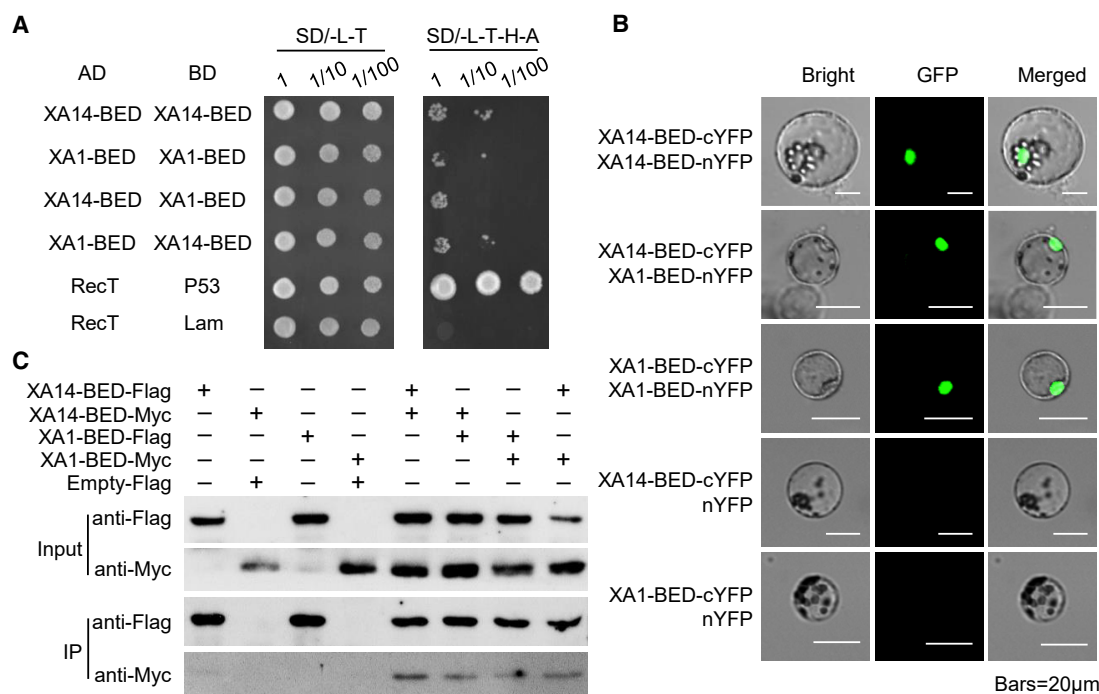 A
SD/-L-T SD/-L-T-H-A
AD BD 1 1/10 1/100 1 1/10 1/100
XA14-BED XA14-BED
XA1-BED XA1-BED
XA14-BED XA1-BED
XA1-BED XA14-BED
RecT P53
RecT Lam
B
Bright GFP Merged
XA14-BED-cYFP
XA14-BED-nYFP
XA14-BED-cYFP
XA1-BED-nYFP
XA1-BED-cYFP
XA1-BED-nYFP
XA14-BED-cYFP
nYFP
XA1-BED-cYFP
nYFP
Bars=20μm
C
XA14-BED-Flag + – – – + – – +
XA14-BED-Myc – + – – + + – –
XA1-BED-Flag – – + – – + + –
XA1-BED-Myc – – – + – – + +
Empty-Flag – + – + – – – –
Input
anti-Flag
anti-Myc
IP
anti-Flag
anti-Myc